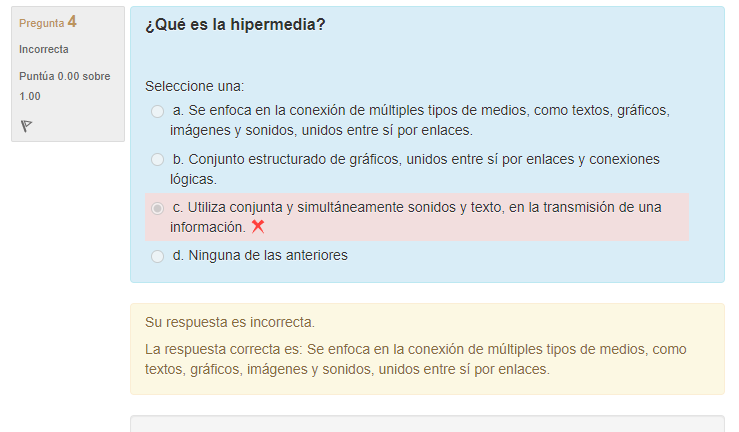 Pregunta 4
Incorrecta
Puntúa 0.00 sobre
1.00
¿Qué es la hipermedia?
Seleccione una:
a. Se enfoca en la conexión de múltiples tipos de medios, como textos, gráficos,
imágenes y sonidos, unidos entre sí por enlaces.
b. Conjunto estructurado de gráficos, unidos entre sí por enlaces y conexiones
lógicas.
c. Utiliza conjunta y simultáneamente sonidos y texto, en la transmisión de una
información.
d. Ninguna de las anteriores
Su respuesta es incorrecta.
La respuesta correcta es: Se enfoca en la conexión de múltiples tipos de medios, como
textos, gráficos, imágenes y sonidos, unidos entre sí por enlaces.